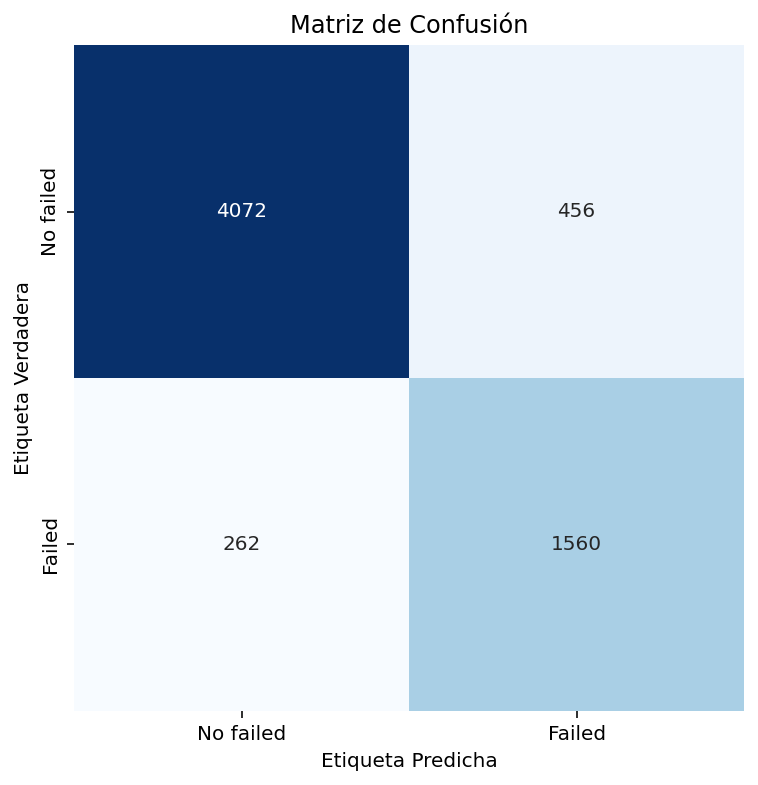 Matriz de Confusión
No failed
4072
456
Etiqueta Verdadera
Failed
262
1560
No failed
Failed
Etiqueta Predicha